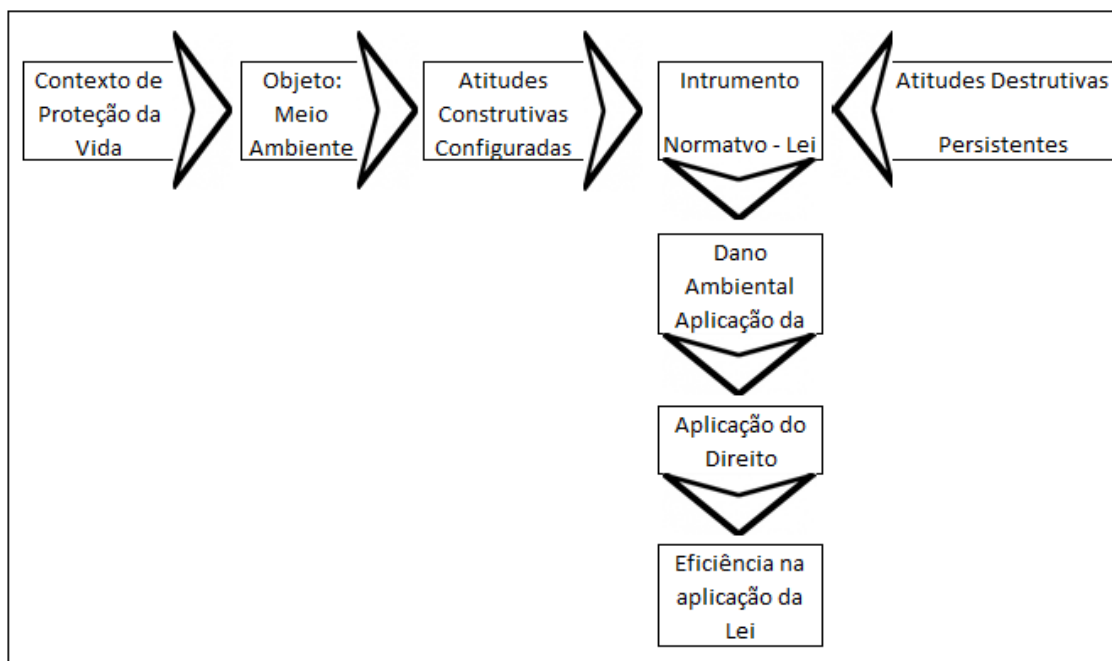 Contexto de
Proteção da
Vida
Objeto:
Meio
Ambiente
Atitudes
Construtivas
Configuradas
Intrumento
Normatvo - Lei
Atitudes Destrutivas
Persistentes
Dano
Ambiental
Aplicação da
Aplicação do
Direito
Eficiência na
aplicação da
Lei